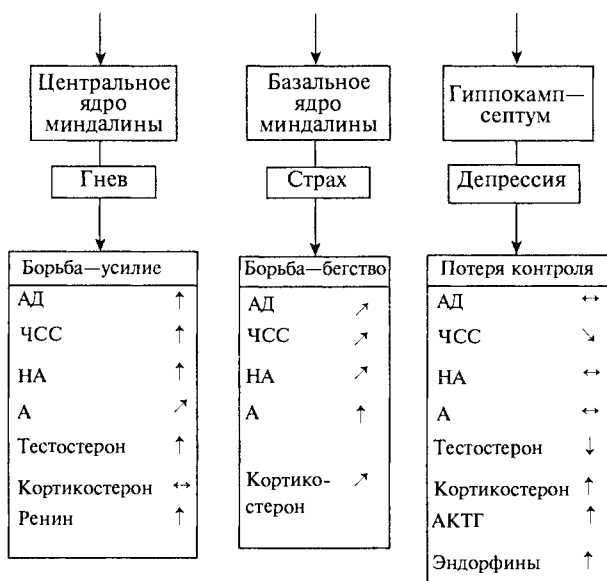 Центральное
ядро
миндалины
Гнев
Борьба—усилие
АД ↑
ЧСС ↑
НА ↑
А ↗
Тестостерон ↑
Кортикостерон ↔
Ренин ↑
Базальное
ядро
миндалины
Страх
Борьба—бегство
АД ↗
ЧСС ↗
НА ↗
А ↑
Кортико- ↗
стерон
Гиппокамп—
септум
Депрессия
Потеря контроля
АД ↔
ЧСС ↘
НА ↔
А ↔
Тестостерон ↓
Кортикостерон ↑
АКТГ ↑
Эндорфины ↑